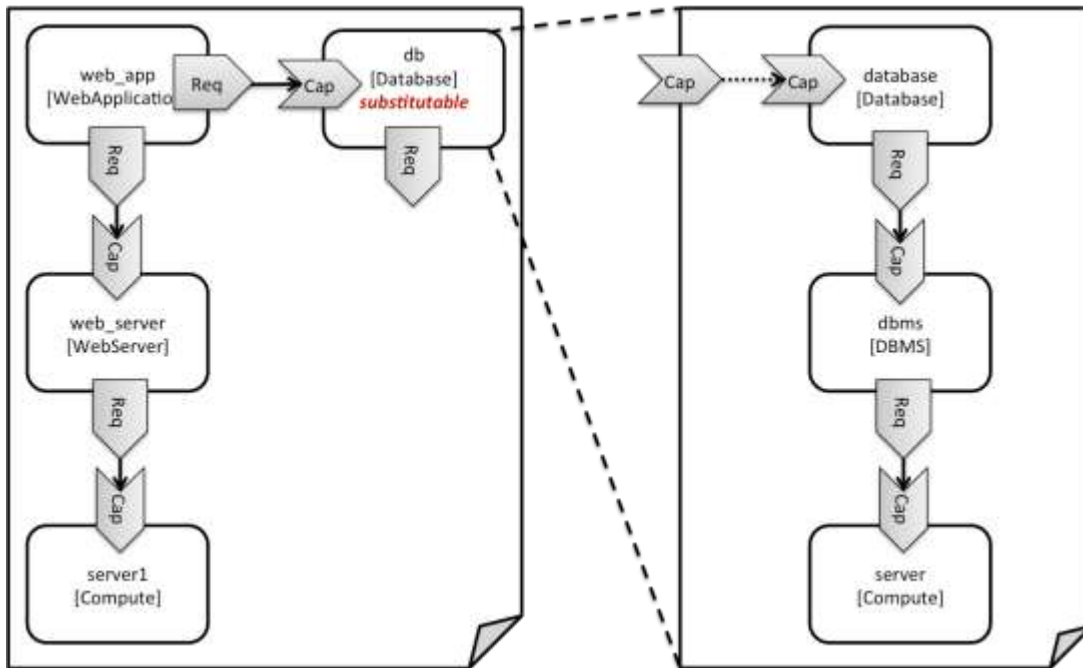 web_app
[WebApplicatio
Req
Cap
db
[Database]
substitutable
Req
Req
Cap
web_server
[WebServer]
Req
Cap
server1
[Compute]
Cap
Cap
database
[Database]
Req
Cap
dbms
[DBMS]
Req
Cap
server
[Compute]